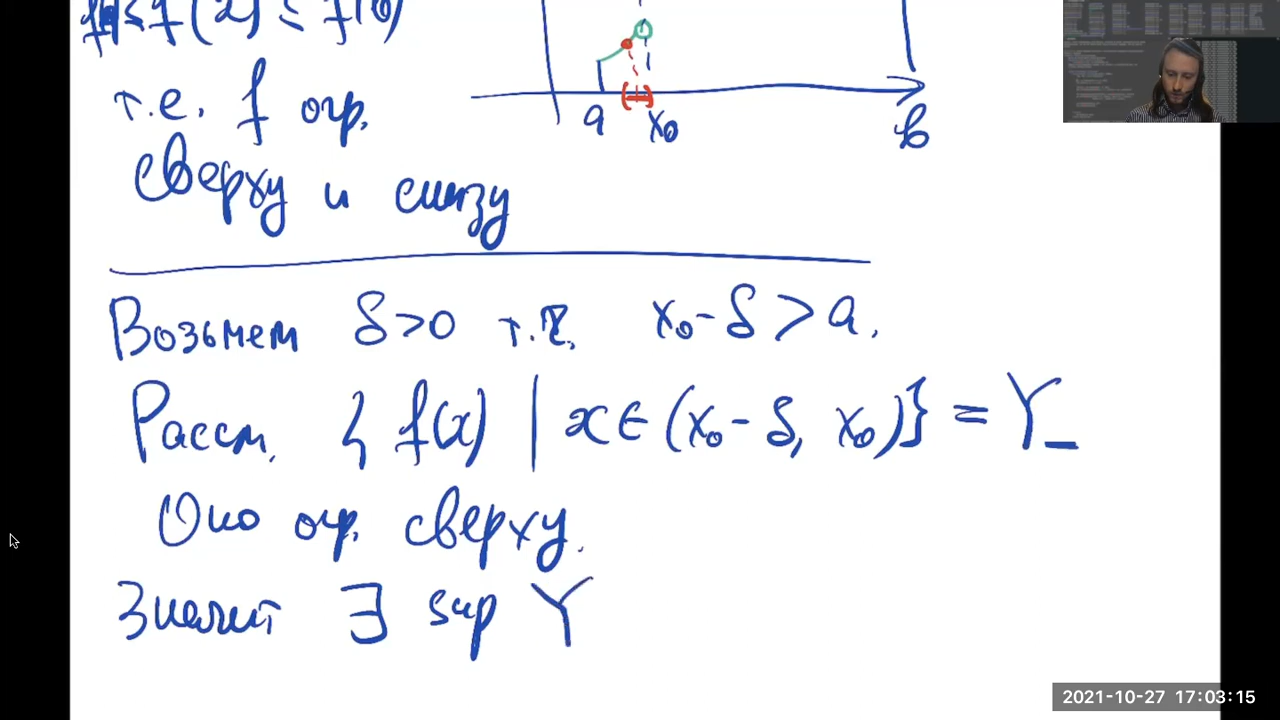 ≤ f(x) ≤ f(b)
т.е. f огр.
a x₀ b
сверху и снизу
Возьмем δ>0 т.ч. x₀-δ>a.
Рассм. { f(x) | x∈(x₀-δ, x₀)} = Y_
Оно огр. сверху.
Значит ∃ sup Y
2021-10-27 17:03:15